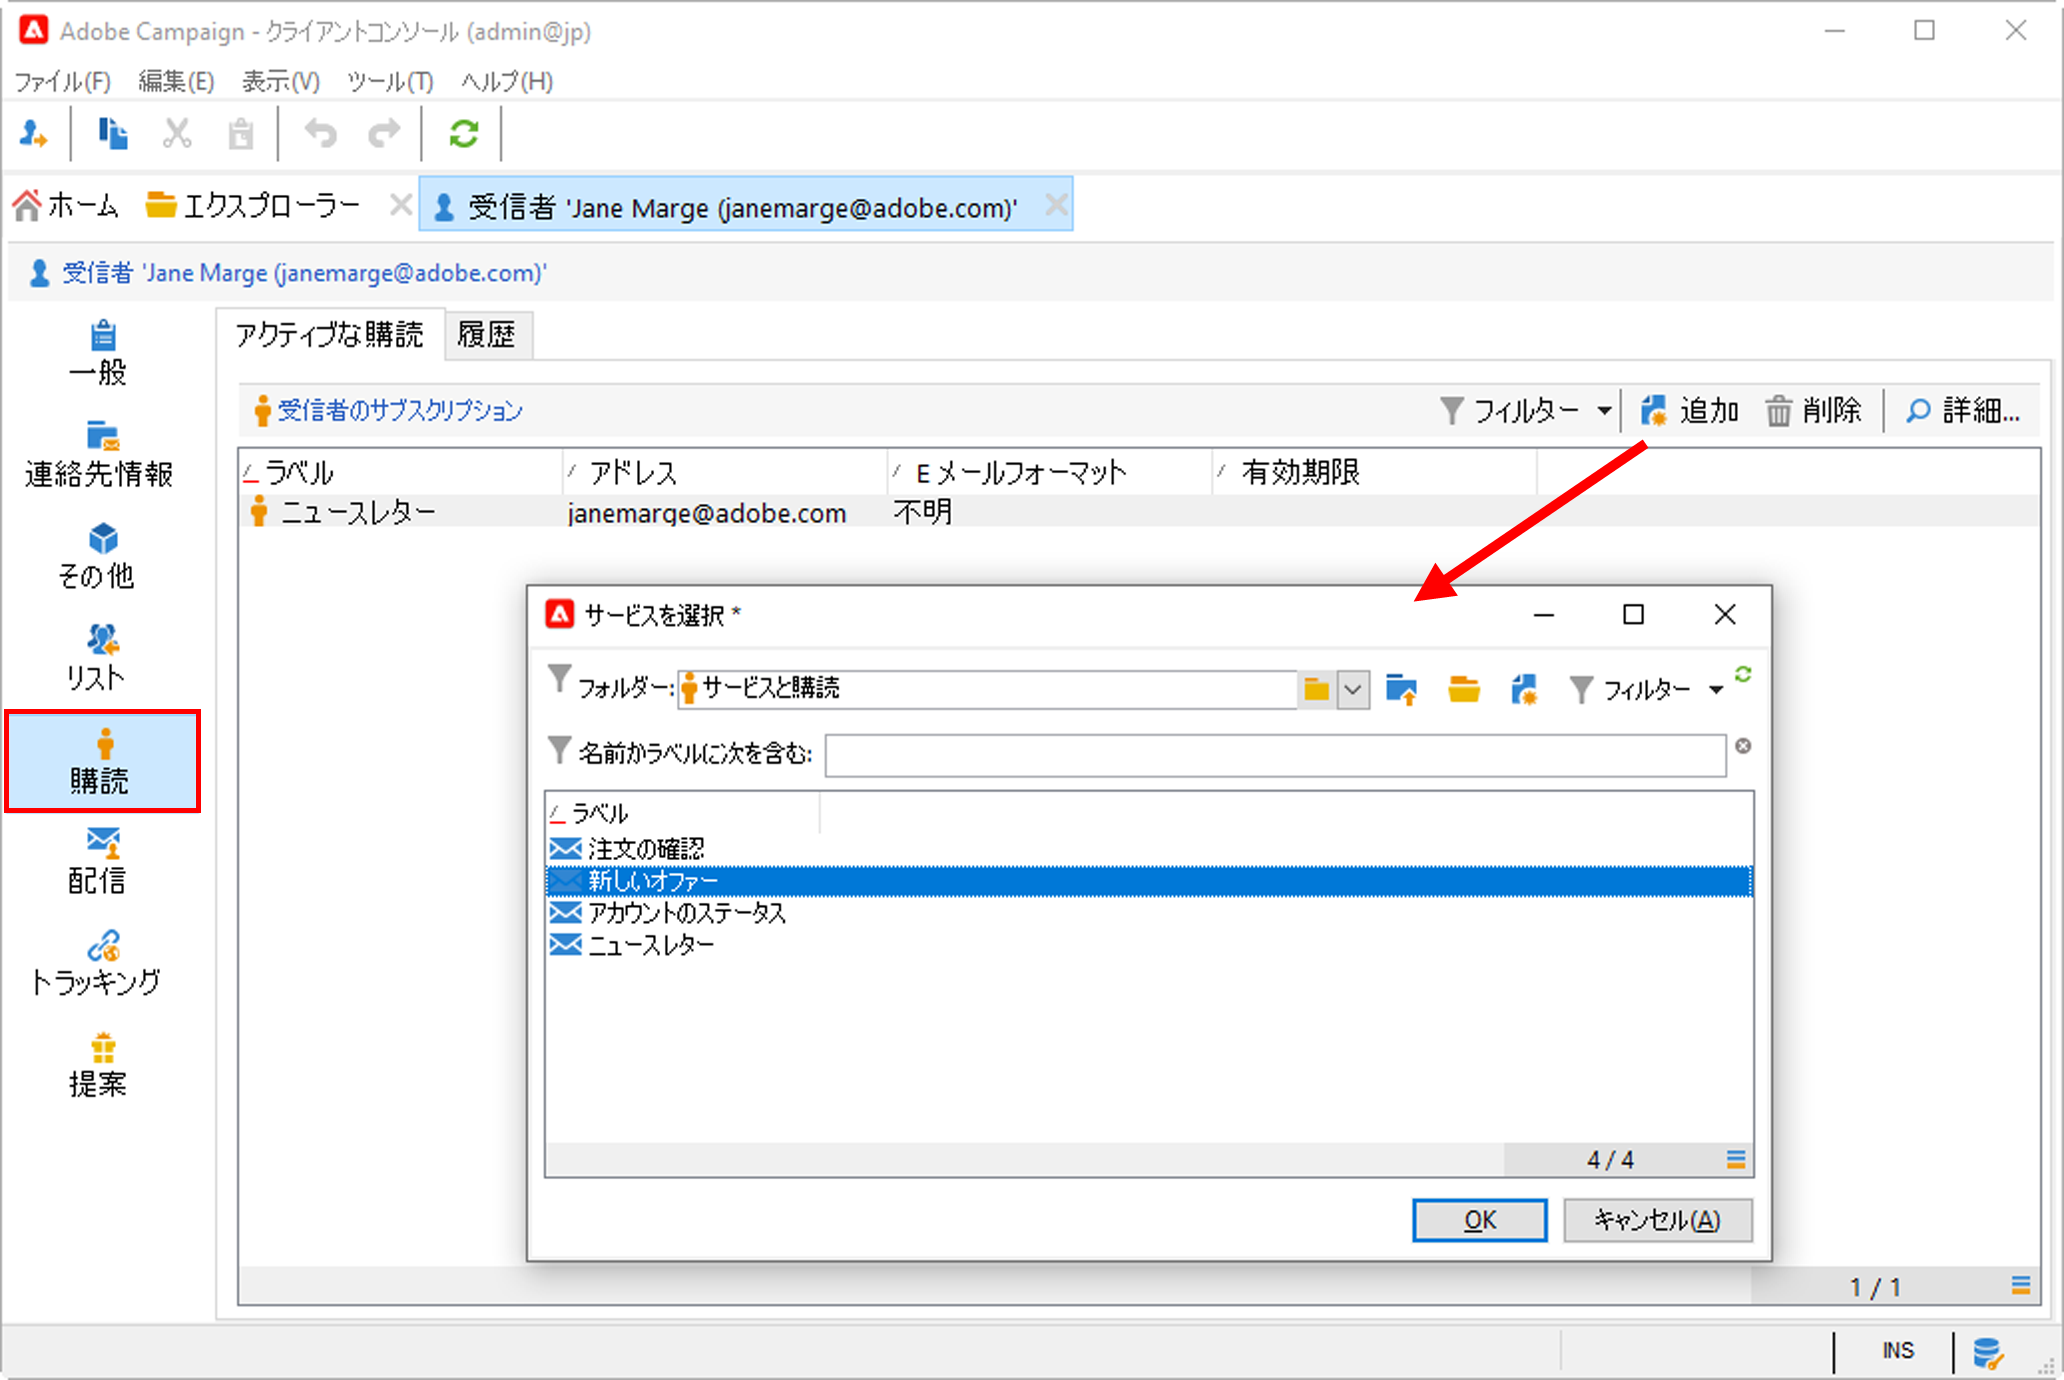 Adobe Campaign - クライアントコンソール (admin@jp)
ファイル(F) 編集(E) 表示(V) ツール(T) ヘルプ(H)
ホーム エクスプローラー 受信者 'Jane Marge (janemarge@adobe.com)'
受信者 'Jane Marge (janemarge@adobe.com)'
一般
連絡先情報
その他
リスト
購読
配信
トラッキング
提案
アクティブな購読 履歴
受信者のサブスクリプション フィルター 追加 削除 詳細...
ラベル アドレス E メールフォーマット 有効期限
ニュースレター janemarge@adobe.com 不明
サービスを選択 *
フォルダー: サービスと購読 フィルター
名前かラベルに次を含む:
ラベル
注文の確認
新しいオファー
アカウントのステータス
ニュースレター
4 / 4
OK キャンセル(A)
1 / 1
INS